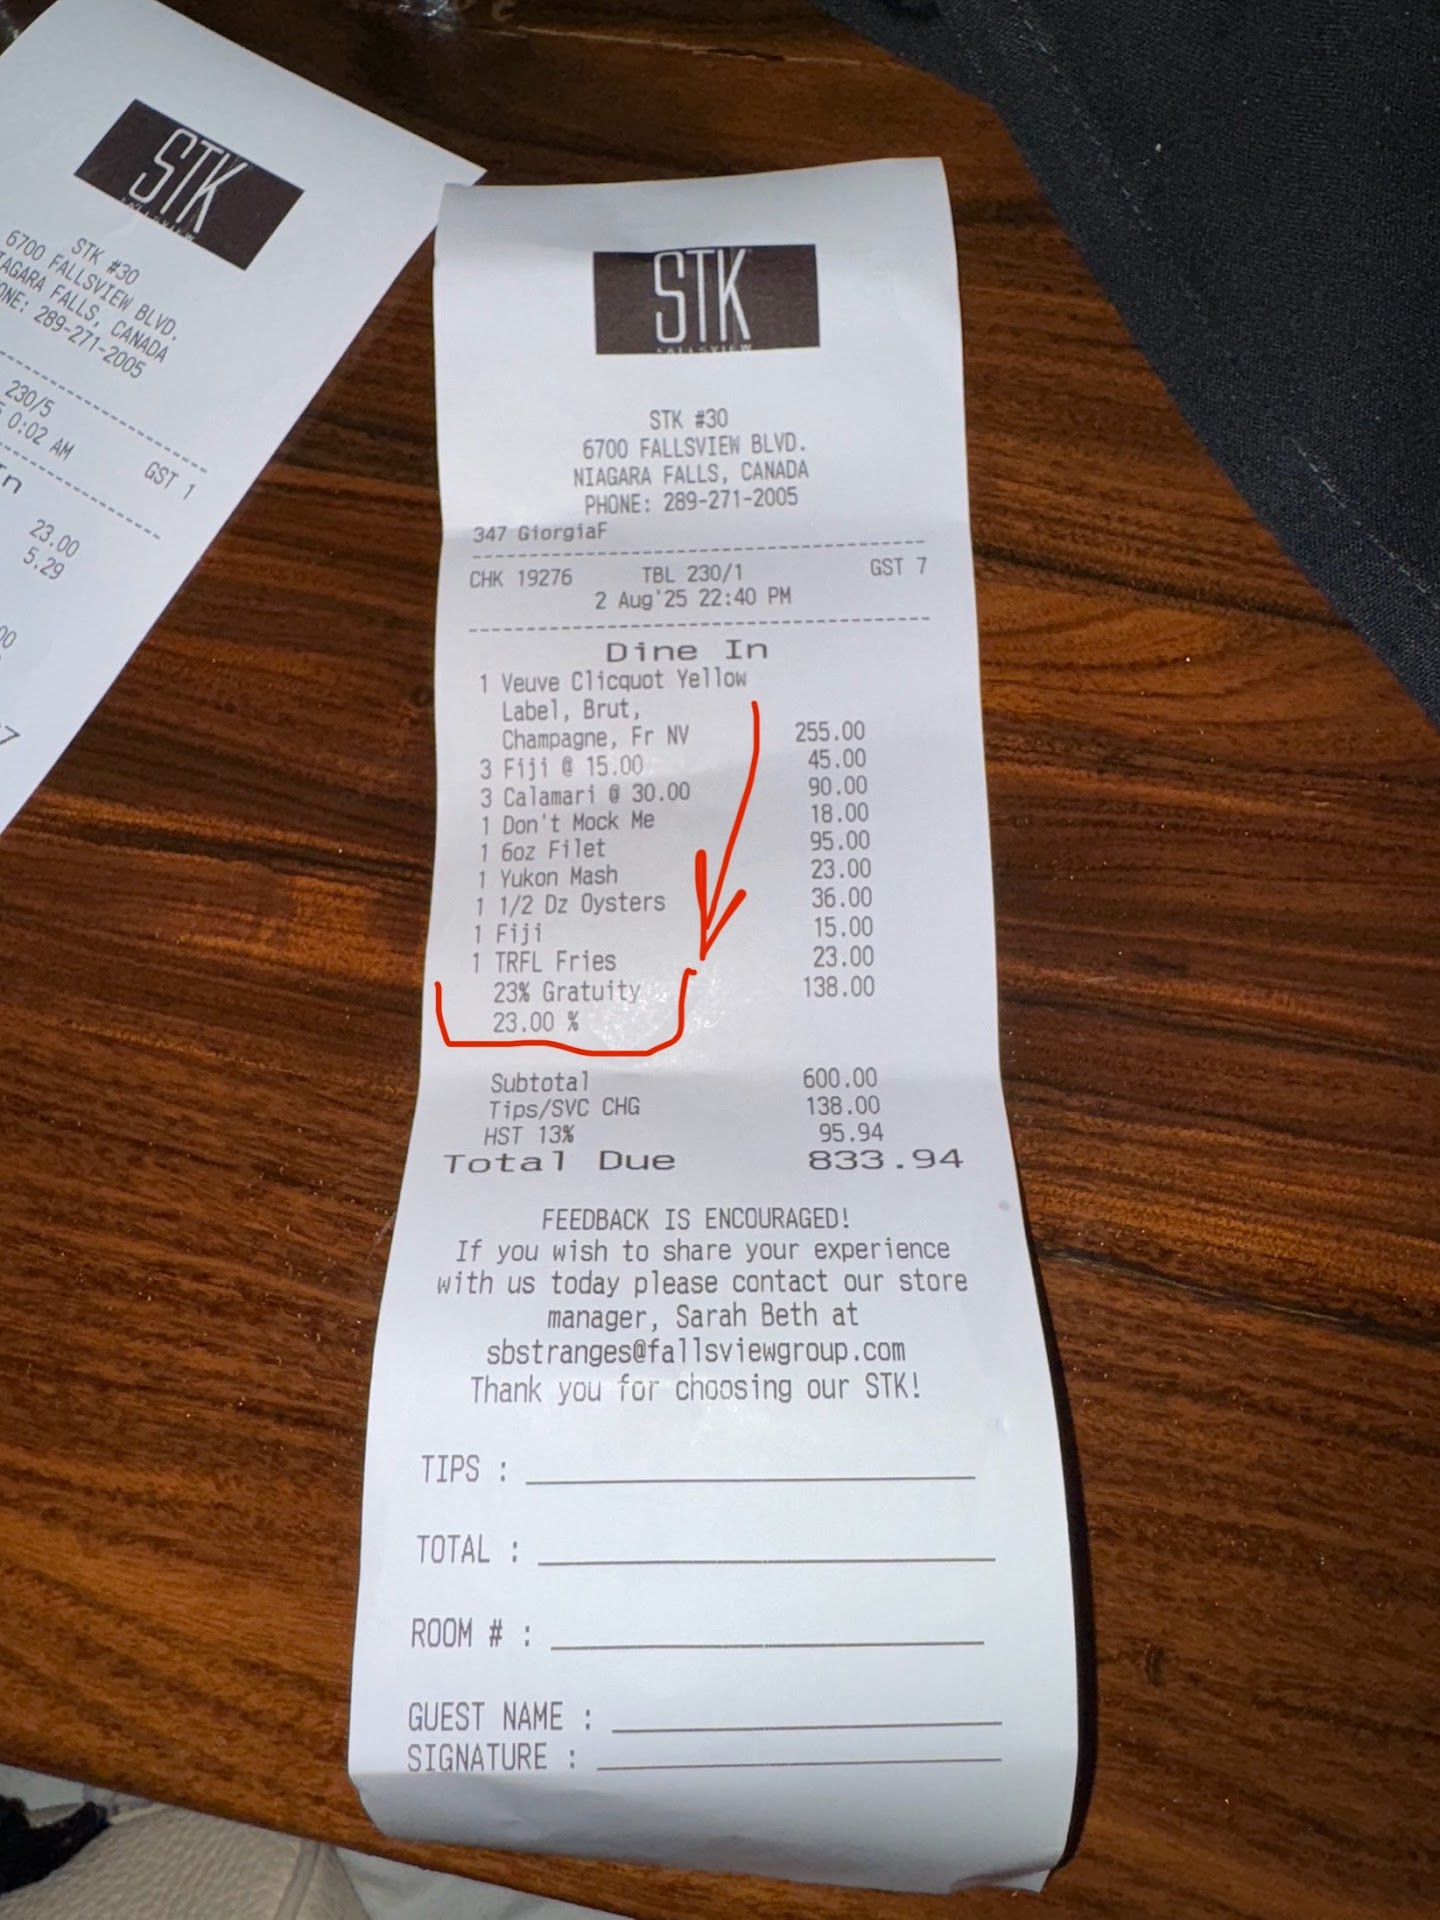 STK
STK #30
6700 FALLSVIEW BLVD.
NIAGARA FALLS, CANADA
PHONE: 289-271-2005
230/5
0:02 AM
GST 1
23.00
5.29
STK
FALLSVIEW
STK #30
6700 FALLSVIEW BLVD.
NIAGARA FALLS, CANADA
PHONE: 289-271-2005
347 GiorgiaF
CHK 19276 TBL 230/1 GST 7
2 Aug'25 22:40 PM
Dine In
1 Veuve Clicquot Yellow
Label, Brut,
Champagne, Fr NV 255.00
3 Fiji @ 15.00 45.00
3 Calamari @ 30.00 90.00
1 Don't Mock Me 18.00
1 6oz Filet 95.00
1 Yukon Mash 23.00
1 1/2 Dz Oysters 36.00
1 Fiji 15.00
1 TRFL Fries 23.00
23% Gratuity 138.00
23.00 %
Subtotal 600.00
Tips/SVC CHG 138.00
HST 13% 95.94
Total Due 833.94
FEEDBACK IS ENCOURAGED!
If you wish to share your experience
with us today please contact our store
manager, Sarah Beth at
sbstranges@fallsviewgroup.com
Thank you for choosing our STK!
TIPS :
TOTAL :
ROOM # :
GUEST NAME :
SIGNATURE :